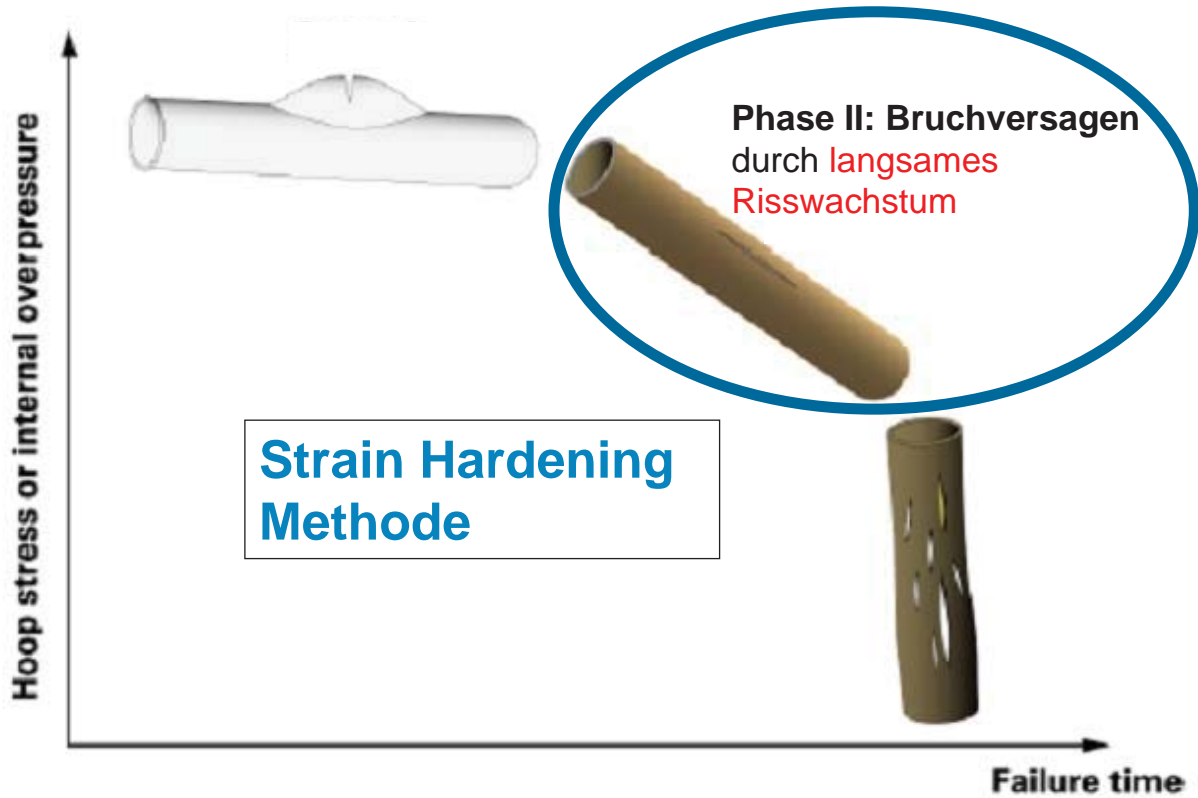 Hoop stress or internal overpressure
Phase II: Bruchversagen
durch langsames
Risswachstum
Strain Hardening
Methode
Failure time